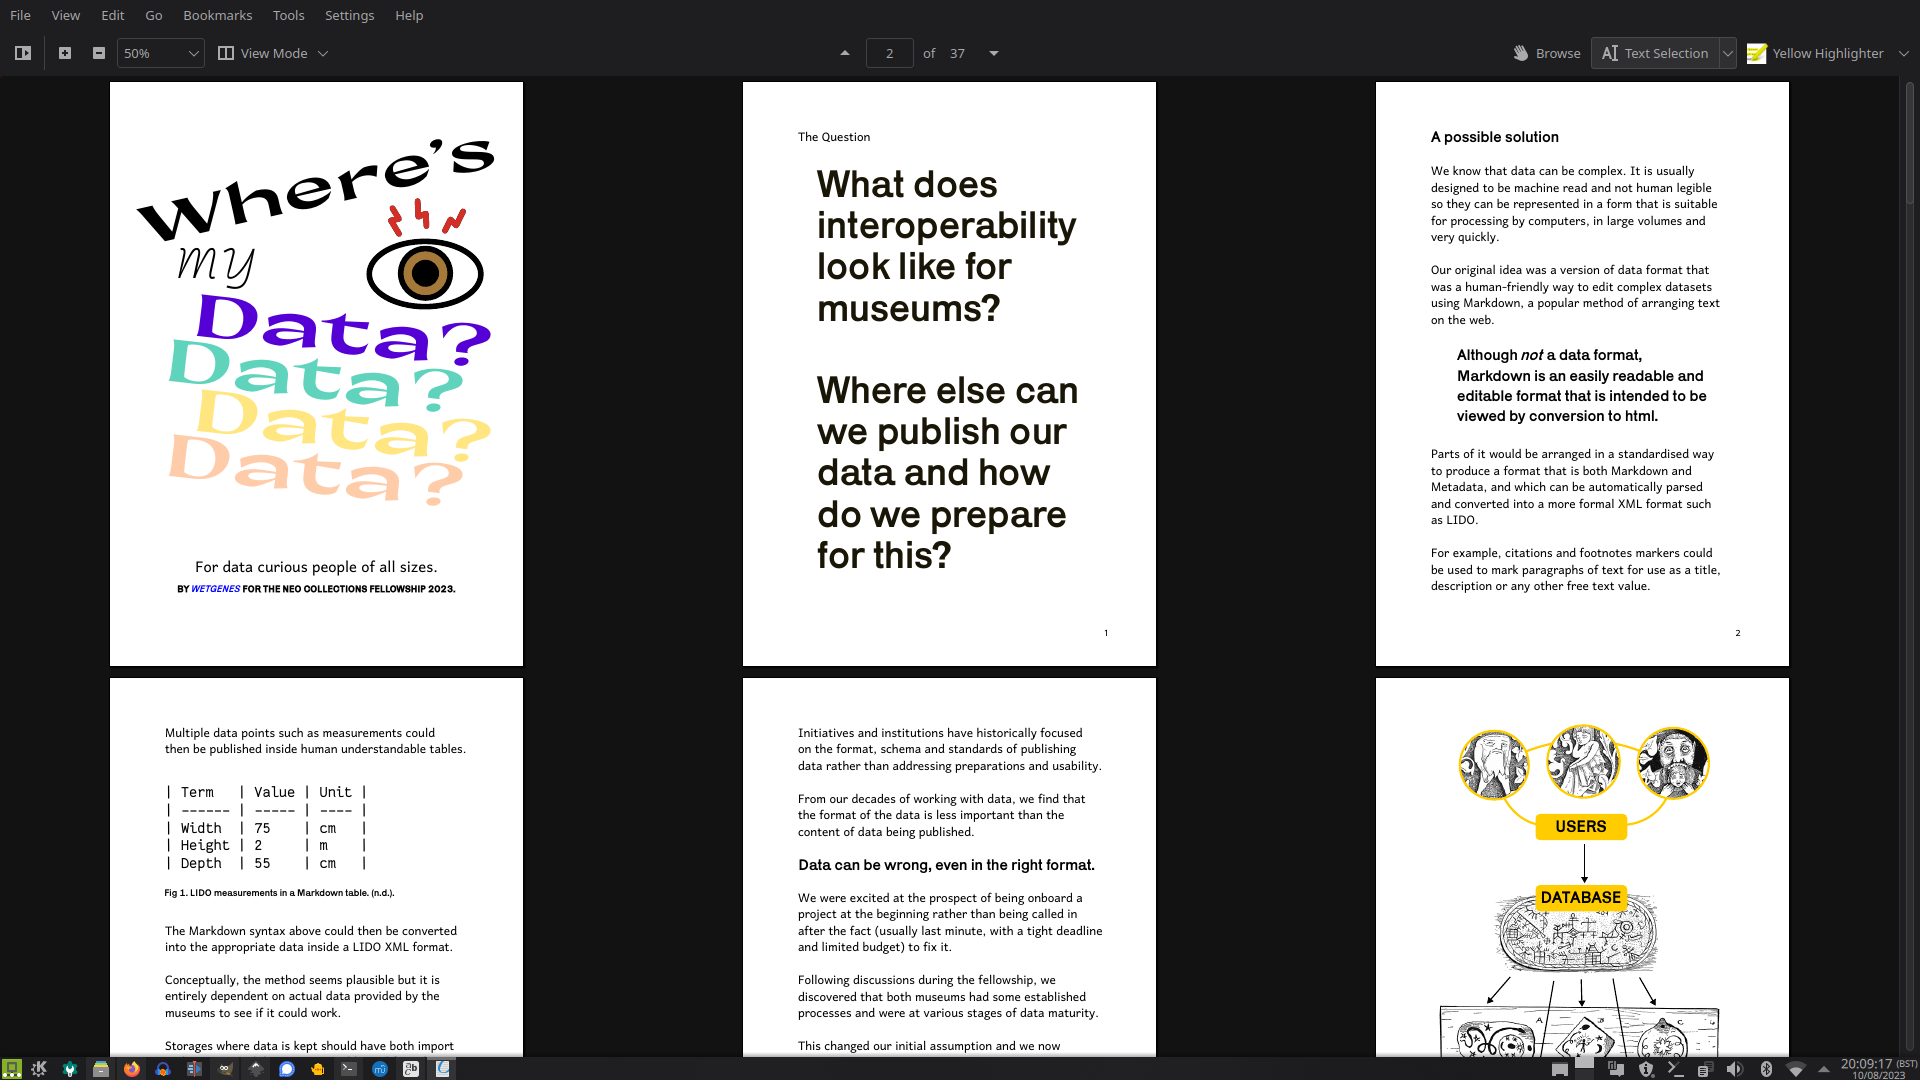 File View Edit Go Bookmarks Tools Settings Help
50% View Mode 2 of 37 Browse Text Selection Yellow Highlighter
Where's
my
Data?
Data?
Data?
Data?
For data curious people of all sizes.
BY WETGENES FOR THE NEO COLLECTIONS FELLOWSHIP 2023.
The Question
What does
interoperability
look like for
museums?
Where else can
we publish our
data and how
do we prepare
for this?
1
A possible solution
We know that data can be complex. It is usually
designed to be machine read and not human legible
so they can be represented in a form that is suitable
for processing by computers, in large volumes and
very quickly.
Our original idea was a version of data format that
was a human-friendly way to edit complex datasets
using Markdown, a popular method of arranging text
on the web.
Although not a data format,
Markdown is an easily readable and
editable format that is intended to be
viewed by conversion to html.
Parts of it would be arranged in a standardised way
to produce a format that is both Markdown and
Metadata, and which can be automatically parsed
and converted into a more formal XML format such
as LIDO.
For example, citations and footnotes markers could
be used to mark paragraphs of text for use as a title,
description or any other free text value.
2
Multiple data points such as measurements could
then be published inside human understandable tables.
| Term | Value | Unit |
| ------ | ----- | ---- |
| Width | 75 | cm |
| Height | 2 | m |
| Depth | 55 | cm |
Fig 1. LIDO measurements in a Markdown table. (n.d.).
The Markdown syntax above could then be converted
into the appropriate data inside a LIDO XML format.
Conceptually, the method seems plausible but it is
entirely dependent on actual data provided by the
museums to see if it could work.
Storages where data is kept should have both import
Initiatives and institutions have historically focused
on the format, schema and standards of publishing
data rather than addressing preparations and usability.
From our decades of working with data, we find that
the format of the data is less important than the
content of data being published.
Data can be wrong, even in the right format.
We were excited at the prospect of being onboard a
project at the beginning rather than being called in
after the fact (usually last minute, with a tight deadline
and limited budget) to fix it.
Following discussions during the fellowship, we
discovered that both museums had some established
processes and were at various stages of data maturity.
This changed our initial assumption and we now
USERS
DATABASE
A B C
20:09:17 (BST)
10/08/2023